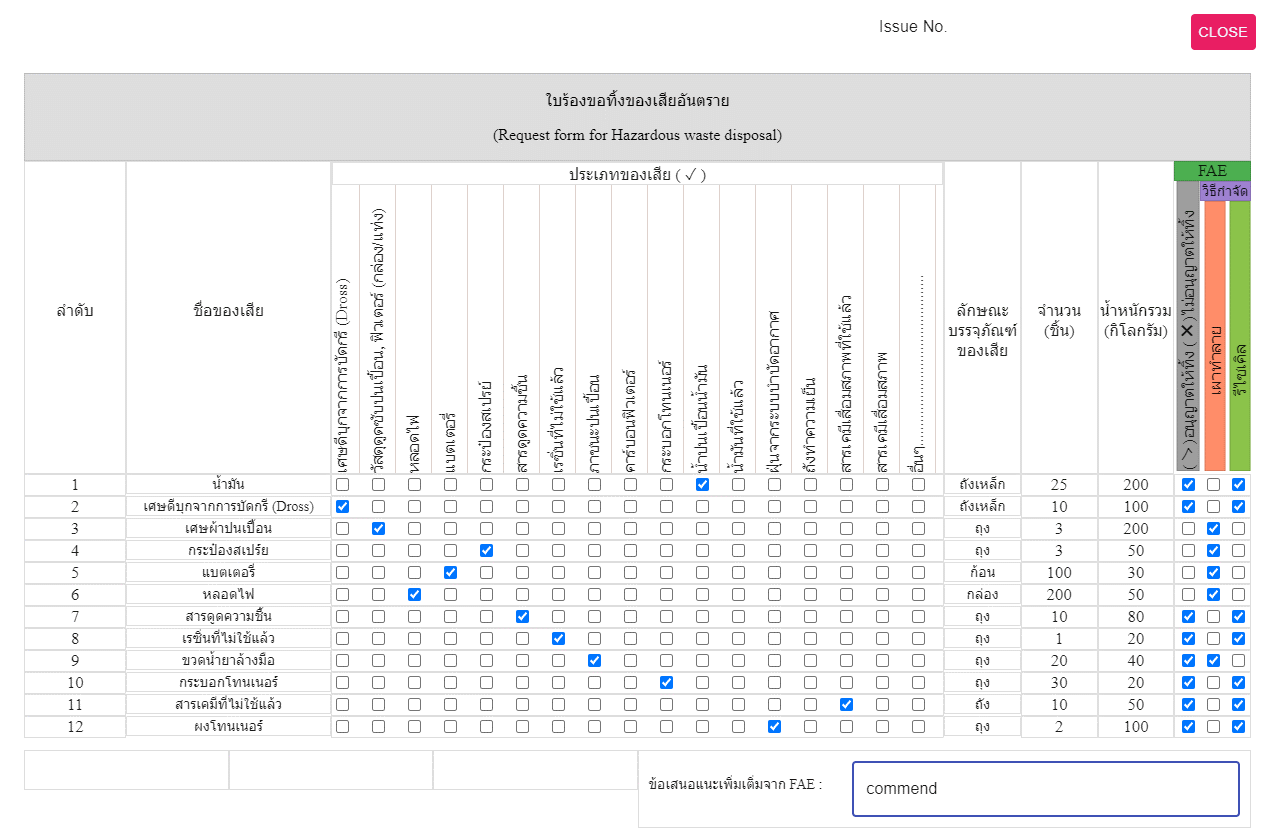 Issue No.
CLOSE
ใบร้องขอทิ้งของเสียอันตราย
(Request form for Hazardous waste disposal)
ลำดับ
ชื่อของเสีย
ประเภทของเสีย ( ✓ )
เศษดีบุกจากการบัดกรี (Dross)
วัสดุดูดซับปนเปื้อน, ฟิวเตอร์ (กล่อง/แท่ง)
หลอดไฟ
แบตเตอรี่
กระป๋องสเปรย์
สารดูดความชื้น
เรซิ่นที่ไม่ใช้แล้ว
ภาชนะปนเปื้อน
คาร์บอนฟิวเตอร์
กระบอกโทนเนอร์
น้ำปนเปื้อนน้ำมัน
น้ำมันที่ใช้แล้ว
ฝุ่นจากระบบบำบัดอากาศ
ถังทำความเย็น
สารเคมีเสื่อมสภาพที่ใช้แล้ว
สารเคมีเสื่อมสภาพ
อื่นๆ............................................
ลักษณะ
บรรจุภัณฑ์
ของเสีย
จำนวน
(ชิ้น)
น้ำหนักรวม
(กิโลกรัม)
FAE
วิธีกำจัด
( ✓ )อนุญาตให้ทิ้ง ( ✕ )ไม่อนุญาตให้ทิ้ง
เผาทำลาย
รีไซเคิล
1 น้ำมัน ถังเหล็ก 25 200
2 เศษดีบุกจากการบัดกรี (Dross) ถังเหล็ก 10 100
3 เศษผ้าปนเปื้อน ถุง 3 200
4 กระป๋องสเปร์ย ถุง 3 50
5 แบตเตอรี่ ก้อน 100 30
6 หลอดไฟ กล่อง 200 50
7 สารดูดความชื้น ถุง 10 80
8 เรซิ่นที่ไม่ใช้แล้ว ถุง 1 20
9 ขวดน้ำยาล้างมือ ถุง 20 40
10 กระบอกโทนเนอร์ ถุง 30 20
11 สารเคมีที่ไม่ใช้แล้ว ถัง 10 50
12 ผงโทนเนอร์ ถุง 2 100
ข้อเสนอแนะเพิ่มเติมจาก FAE :
commend